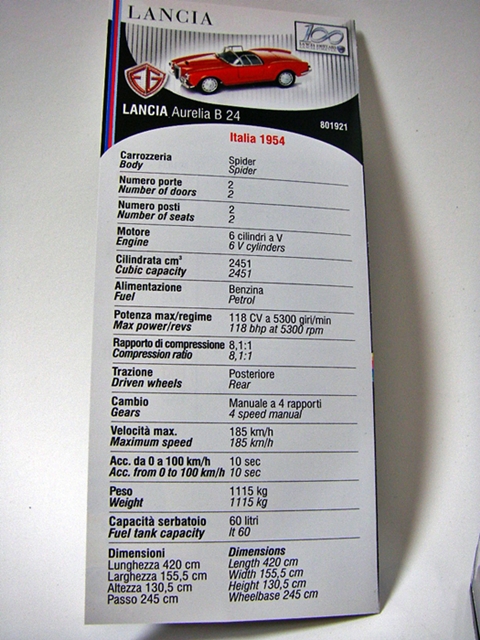 LANCIA
100
LANCIA Aurelia B 24
801921
Italia 1954
Carrozzeria Spider
Body Spider
Numero porte 2
Number of doors 2
Numero posti 2
Number of seats 2
Motore 6 cilindri a V
Engine 6 V cylinders
Cilindrata cm³ 2451
Cubic capacity 2451
Alimentazione Benzina
Fuel Petrol
Potenza max/regime 118 CV a 5300 giri/min
Max power/revs 118 bhp at 5300 rpm
Rapporto di compressione 8,1:1
Compression ratio 8,1:1
Trazione Posteriore
Driven wheels Rear
Cambio Manuale a 4 rapporti
Gears 4 speed manual
Velocità max. 185 km/h
Maximum speed 185 km/h
Acc. da 0 a 100 km/h 10 sec
Acc. from 0 to 100 km/h 10 sec
Peso 1115 kg
Weight 1115 kg
Capacità serbatoio 60 litri
Fuel tank capacity lt 60
Dimensioni Dimensions
Lunghezza 420 cm Length 420 cm
Larghezza 155,5 cm Width 155,5 cm
Altezza 130,5 cm Height 130,5 cm
Passo 245 cm Wheelbase 245 cm